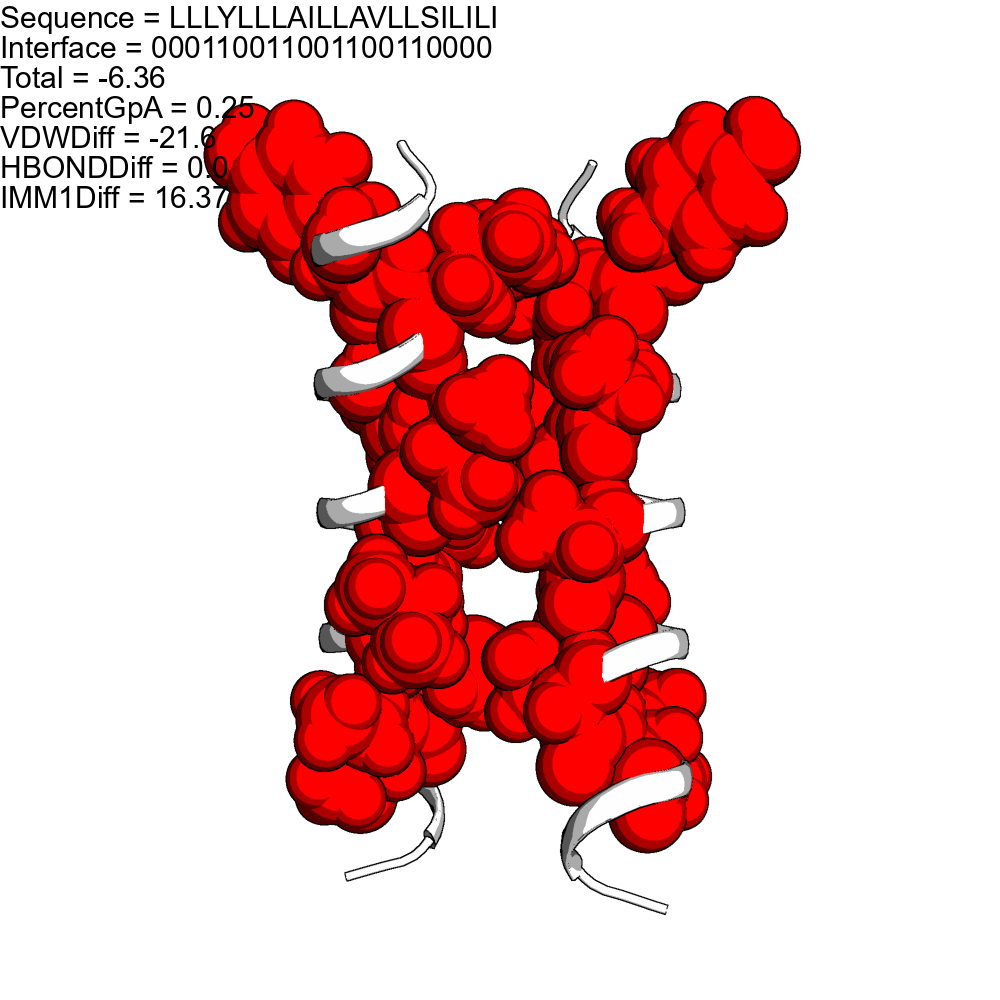 Sequence = LLLYLLLAILLAVLLSILILI
Interface = 000110011001100110000
Total = -6.36
PercentGpA = 0.25
VDWDiff = -21.6
HBONDDiff = 0.0
IMM1Diff = 16.37